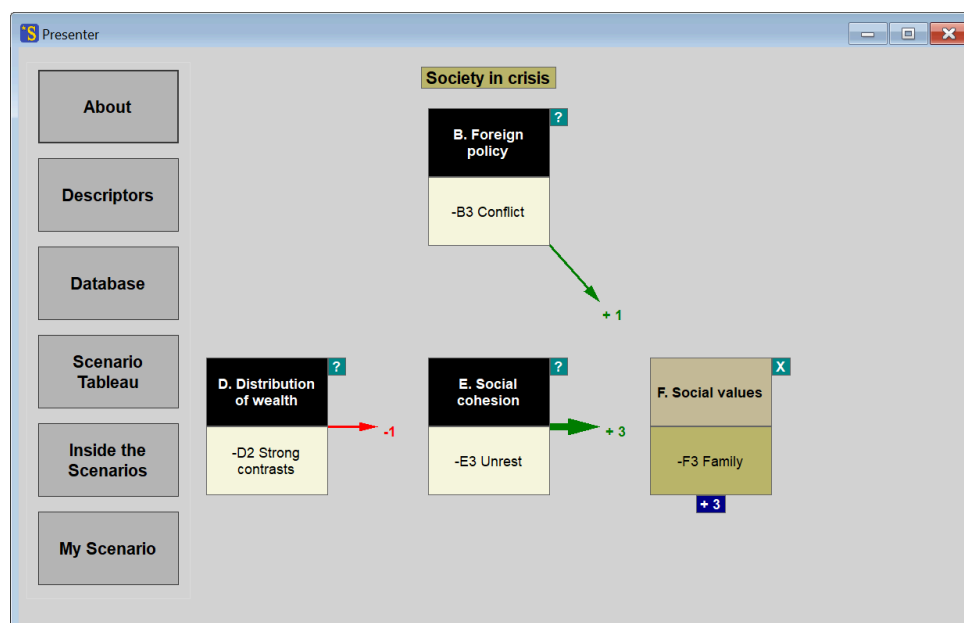 S Presenter
About
Descriptors
Database
Scenario
Tableau
Inside the
Scenarios
My Scenario
Society in crisis
B. Foreign
policy
?
-B3 Conflict
+ 1
D. Distribution
of wealth
?
-D2 Strong
contrasts
-1
E. Social
cohesion
?
-E3 Unrest
+ 3
F. Social values
X
-F3 Family
+ 3